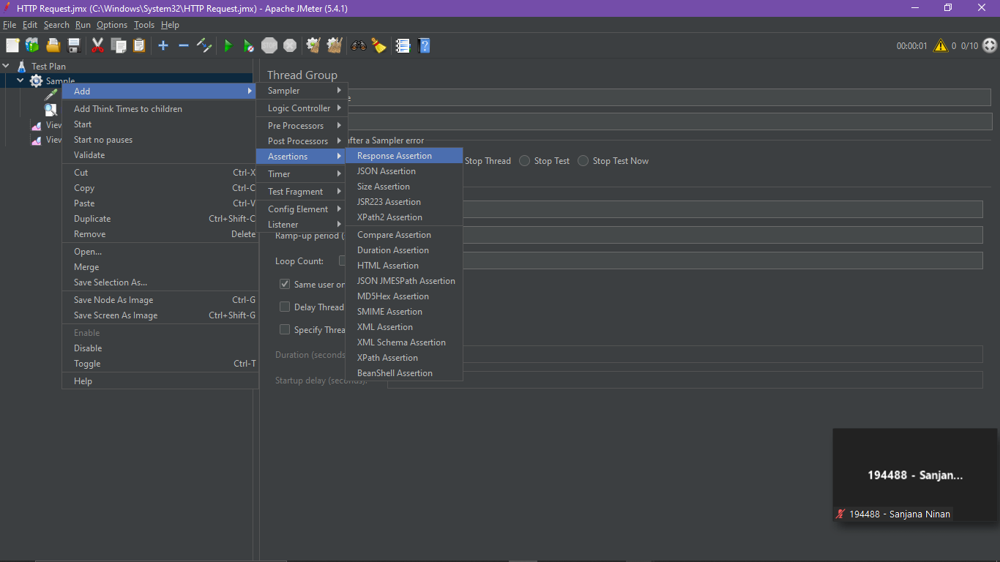 HTTP Request.jmx (C:\Windows\System32\HTTP Request.jmx) - Apache JMeter (5.4.1)
File Edit Search Run Options Tools Help
STOP
00:00:01 0 0/10
Test Plan
Sample
View
View
Add
Add Think Times to children
Start
Start no pauses
Validate
Cut Ctrl-X
Copy Ctrl-C
Paste Ctrl-V
Duplicate Ctrl+Shift-C
Remove Delete
Open...
Merge
Save Selection As...
Save Node As Image Ctrl-G
Save Screen As Image Ctrl+Shift-G
Enable
Disable
Toggle Ctrl-T
Help
Sampler
Logic Controller
Pre Processors
Post Processors
Assertions
Timer
Test Fragment
Config Element
Listener
Response Assertion
JSON Assertion
Size Assertion
JSR223 Assertion
XPath2 Assertion
Compare Assertion
Duration Assertion
HTML Assertion
JSON JMESPath Assertion
MD5Hex Assertion
SMIME Assertion
XML Assertion
XML Schema Assertion
XPath Assertion
BeanShell Assertion
Thread Group
e
after a Sampler error
Stop Thread Stop Test Stop Test Now
Ramp-up period (
Loop Count:
Same user on
Delay Thread
Specify Threa
Duration (seconds
Startup delay (seconds):
194488 - Sanjan...
194488 - Sanjana Ninan